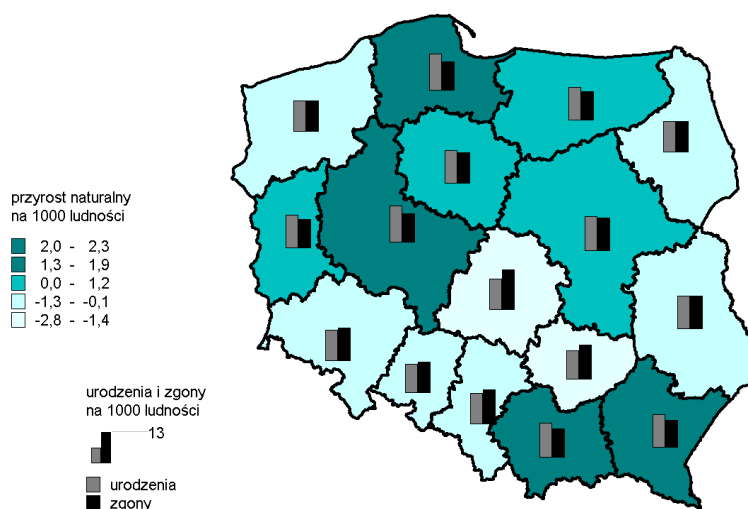 przyrost naturalny
na 1000 ludności
2,0 - 2,3
1,3 - 1,9
0,0 - 1,2
-1,3 - -0,1
-2,8 - -1,4
urodzenia i zgony
na 1000 ludności
13
urodzenia
zgony